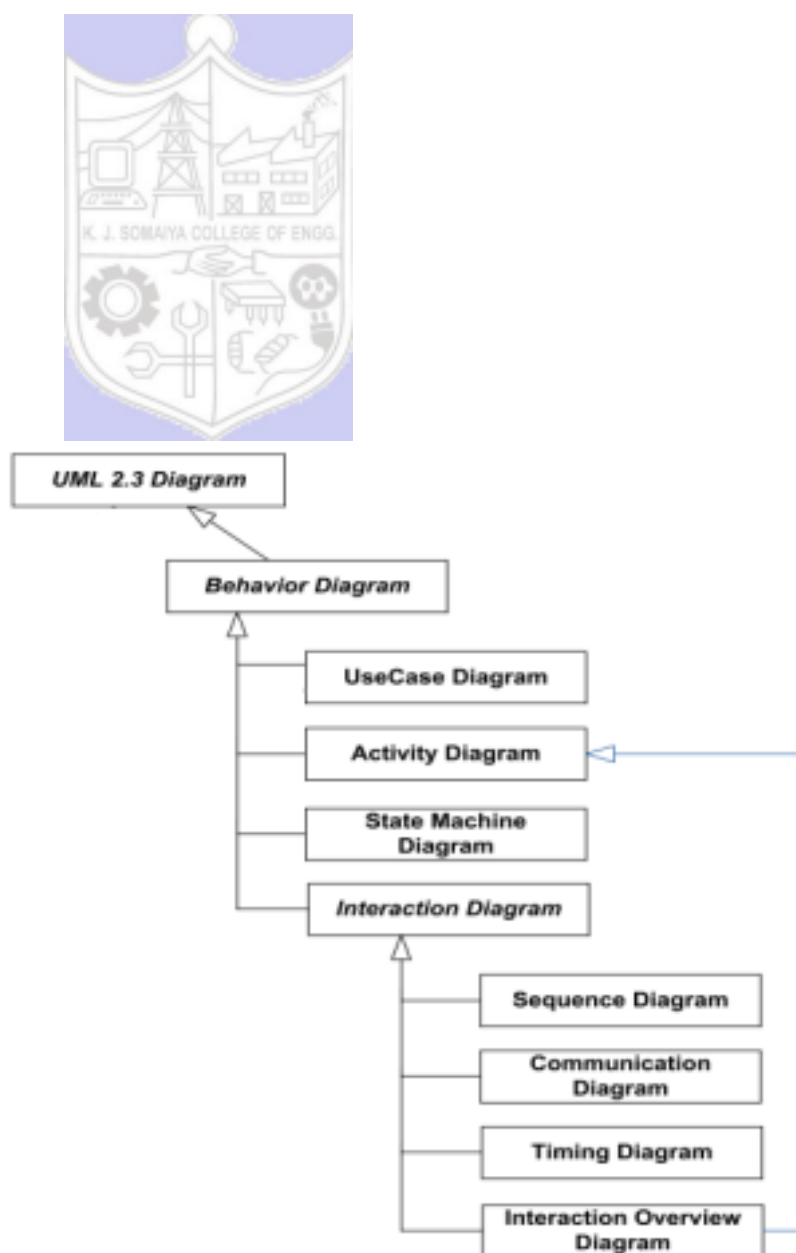 K. J. SOMAIYA COLLEGE OF ENGG.
UML 2.3 Diagram
Behavior Diagram
UseCase Diagram
Activity Diagram
State Machine
Diagram
Interaction Diagram
Sequence Diagram
Communication
Diagram
Timing Diagram
Interaction Overview
Diagram